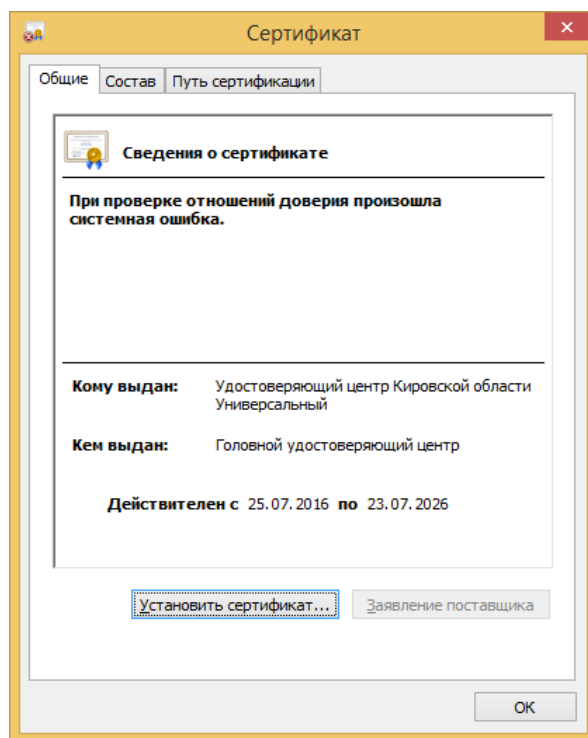 Сертификат
Общие Состав Путь сертификации
Сведения о сертификате
При проверке отношений доверия произошла
системная ошибка.
Кому выдан: Удостоверяющий центр Кировской области
Универсальный
Кем выдан: Головной удостоверяющий центр
Действителен с 25.07.2016 по 23.07.2026
Установить сертификат... Заявление поставщика
ОК